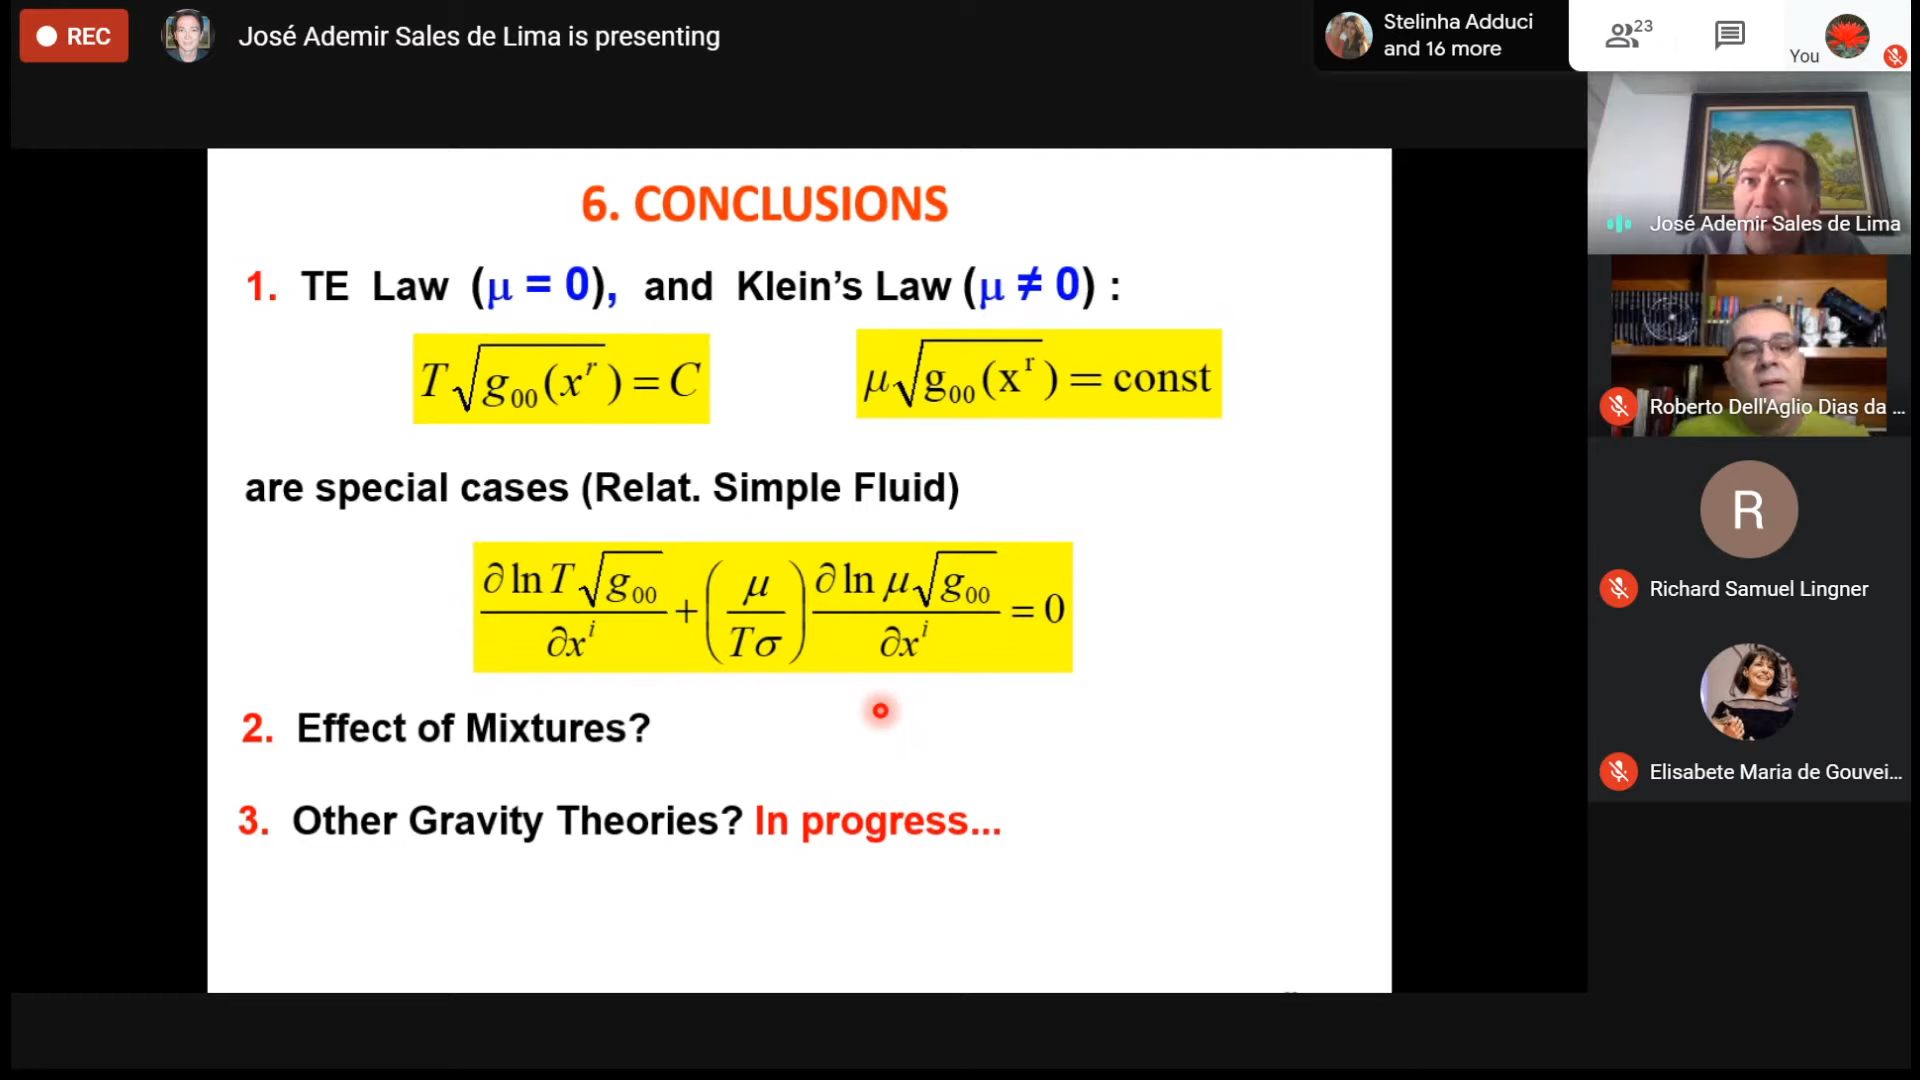 REC
José Ademir Sales de Lima is presenting
Stelinha Adduci
and 16 more
23
You
6. CONCLUSIONS
1. TE Law (μ = 0), and Klein’s Law (μ ≠ 0) :
T√g₀₀(xʳ) = C
μ√g₀₀(xʳ) = const
are special cases (Relat. Simple Fluid)
∂ ln T√g₀₀ / ∂xⁱ + (μ / Tσ) ∂ ln μ√g₀₀ / ∂xⁱ = 0
2. Effect of Mixtures?
3. Other Gravity Theories? In progress...
José Ademir Sales de Lima
Roberto Dell'Aglio Dias da ...
R
Richard Samuel Lingner
Elisabete Maria de Gouvei...